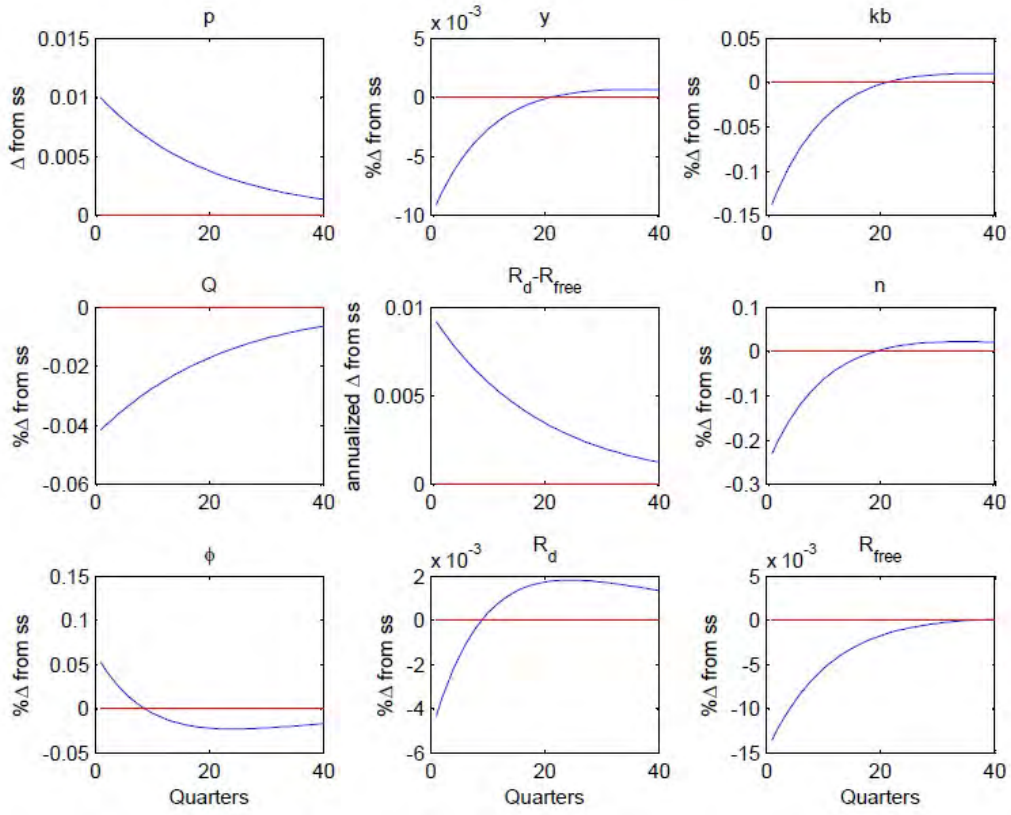 p
Δ from ss
0.015
0.01
0.005
0
0 20 40
y
x 10⁻³
%Δ from ss
5
0
-5
-10
0 20 40
kb
%Δ from ss
0.05
0
-0.05
-0.1
-0.15
0 20 40
Q
%Δ from ss
0
-0.02
-0.04
-0.06
0 20 40
R_d-R_free
annualized Δ from ss
0.01
0.005
0
0 20 40
n
%Δ from ss
0.1
0
-0.1
-0.2
-0.3
0 20 40
ϕ
%Δ from ss
0.15
0.1
0.05
0
-0.05
0 20 40
Quarters
R_d
x 10⁻³
%Δ from ss
2
0
-2
-4
-6
0 20 40
Quarters
R_free
x 10⁻³
%Δ from ss
5
0
-5
-10
-15
0 20 40
Quarters